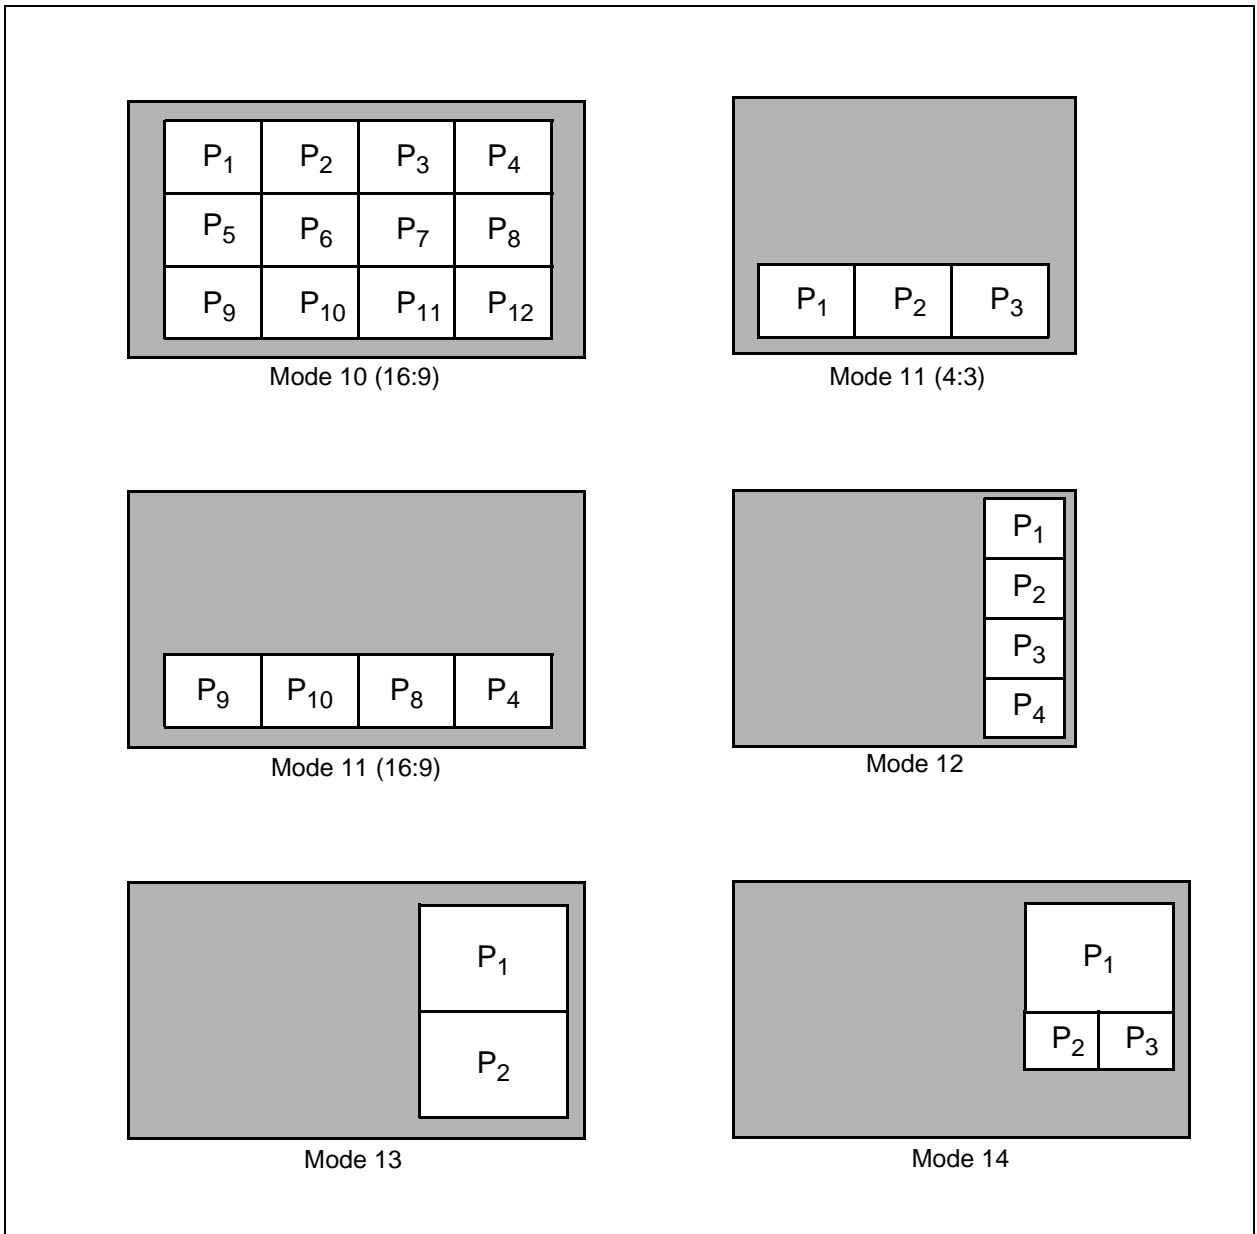 P1 P2 P3 P4
P5 P6 P7 P8
P9 P10 P11 P12
Mode 10 (16:9)
P1 P2 P3
Mode 11 (4:3)
P9 P10 P8 P4
Mode 11 (16:9)
P1
P2
P3
P4
Mode 12
P1
P2
Mode 13
P1
P2 P3
Mode 14